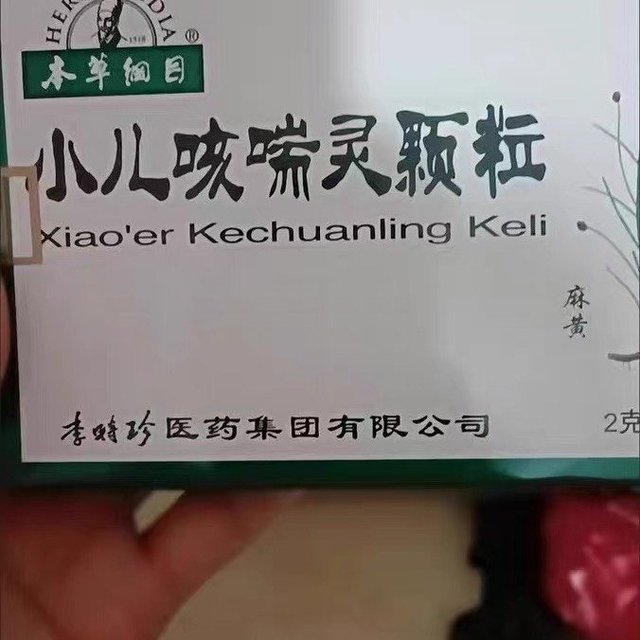 本草纲目
®
1518
小儿咳喘灵颗粒
Xiao'er Kechuanling Keli
麻黄
李时珍医药集团有限公司
2克